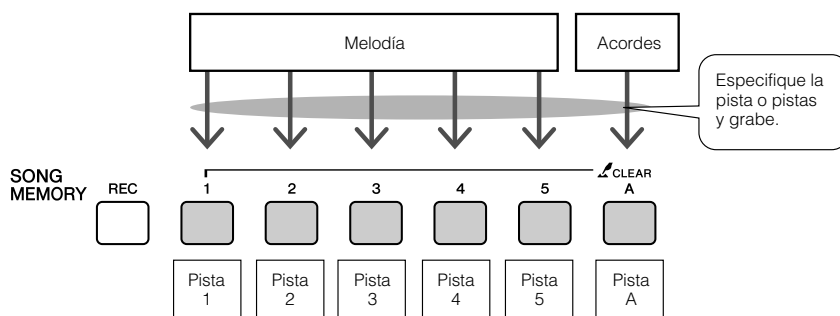 Melodía
Acordes
Especifique la
pista o pistas
y grabe.
SONG
MEMORY
REC
1
2
3
4
5
CLEAR
A
Pista
1
Pista
2
Pista
3
Pista
4
Pista
5
Pista
A